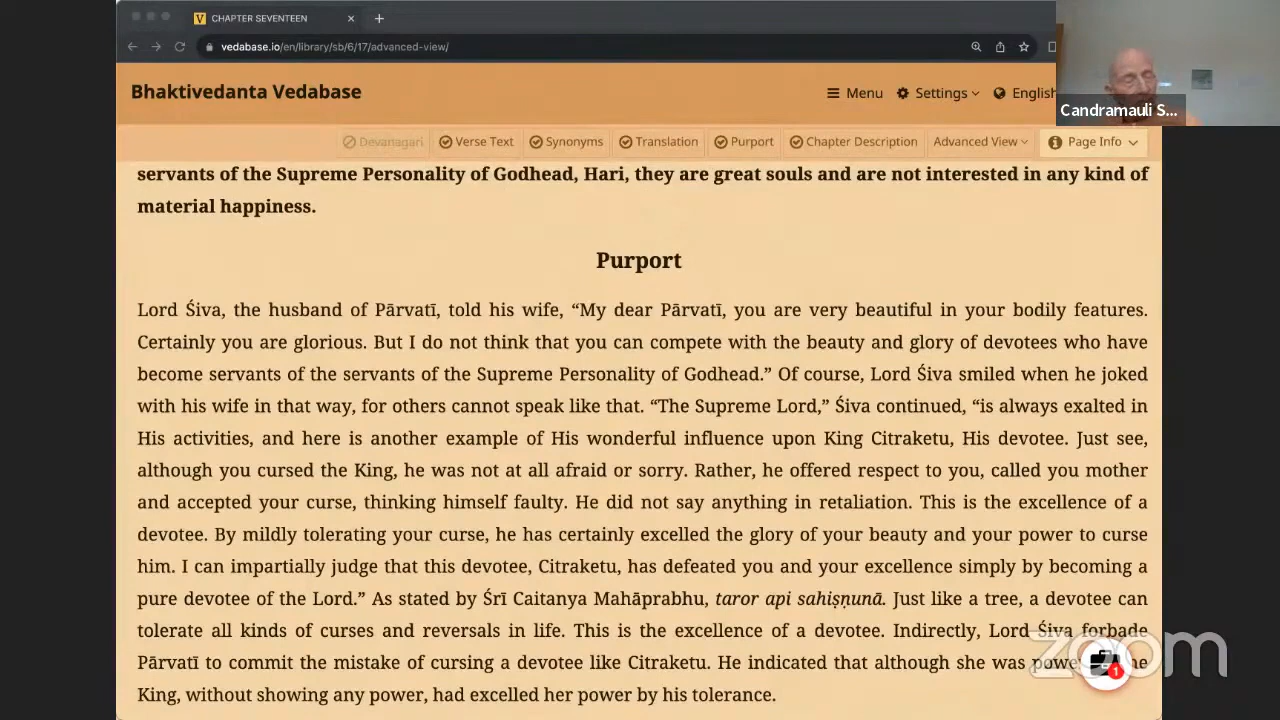 CHAPTER SEVENTEEN
vedabase.io/en/library/sb/6/17/advanced-view/
Bhaktivedanta Vedabase
Menu
Settings
English
Candramauli S...
Devanagari
Verse Text
Synonyms
Translation
Purport
Chapter Description
Advanced View
Page Info
servants of the Supreme Personality of Godhead, Hari, they are great souls and are not interested in any kind of
material happiness.
Purport
Lord Śiva, the husband of Pārvatī, told his wife, “My dear Pārvatī, you are very beautiful in your bodily features.
Certainly you are glorious. But I do not think that you can compete with the beauty and glory of devotees who have
become servants of the servants of the Supreme Personality of Godhead.” Of course, Lord Śiva smiled when he joked
with his wife in that way, for others cannot speak like that. “The Supreme Lord,” Śiva continued, “is always exalted in
His activities, and here is another example of His wonderful influence upon King Citraketu, His devotee. Just see,
although you cursed the King, he was not at all afraid or sorry. Rather, he offered respect to you, called you mother
and accepted your curse, thinking himself faulty. He did not say anything in retaliation. This is the excellence of a
devotee. By mildly tolerating your curse, he has certainly excelled the glory of your beauty and your power to curse
him. I can impartially judge that this devotee, Citraketu, has defeated you and your excellence simply by becoming a
pure devotee of the Lord.” As stated by Śrī Caitanya Mahāprabhu, taror api sahiṣṇunā. Just like a tree, a devotee can
tolerate all kinds of curses and reversals in life. This is the excellence of a devotee. Indirectly, Lord Śiva forbade
Pārvatī to commit the mistake of cursing a devotee like Citraketu. He indicated that although she was
King, without showing any power, had excelled her power by his tolerance.
zoom
1